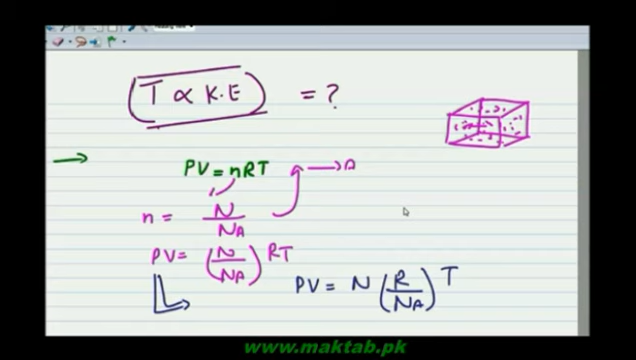 T ∝ K.E = ?
PV = nRT
n = N/NA
PV = (N/NA) RT
PV = N (R/NA) T
www.maktab.pk